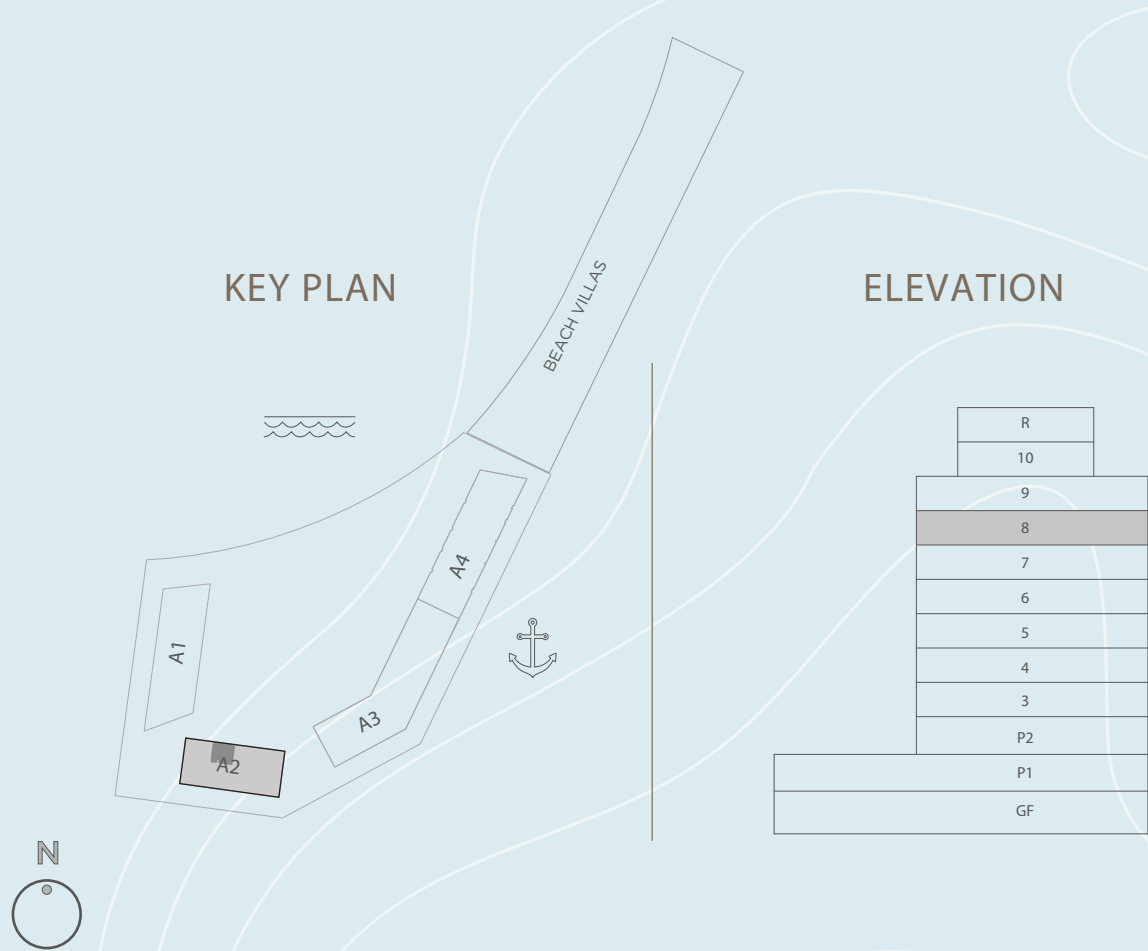 KEY PLAN
BEACH VILLAS
A4
A1
A3
A2
N
ELEVATION
R
10
9
8
7
6
5
4
3
P2
P1
GF